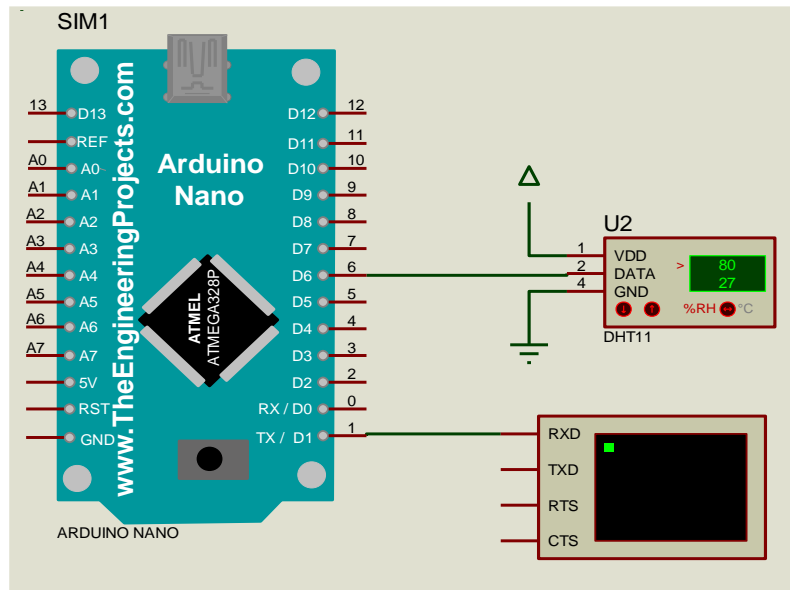 SIM1
www.TheEngineeringProjects.com
Arduino
Nano
ATMEL
ATMEGA328P
13 D13
REF
A0 A0
A1 A1
A2 A2
A3 A3
A4 A4
A5 A5
A6 A6
A7 A7
5V
RST
GND
D12 12
D11 11
D10 10
D9 9
D8 8
D7 7
D6 6
D5 5
D4 4
D3 3
D2 2
RX / D0 0
TX / D1 1
ARDUINO NANO
U2
1 VDD
2 DATA
4 GND
> 80
27
%RH °C
DHT11
RXD
TXD
RTS
CTS